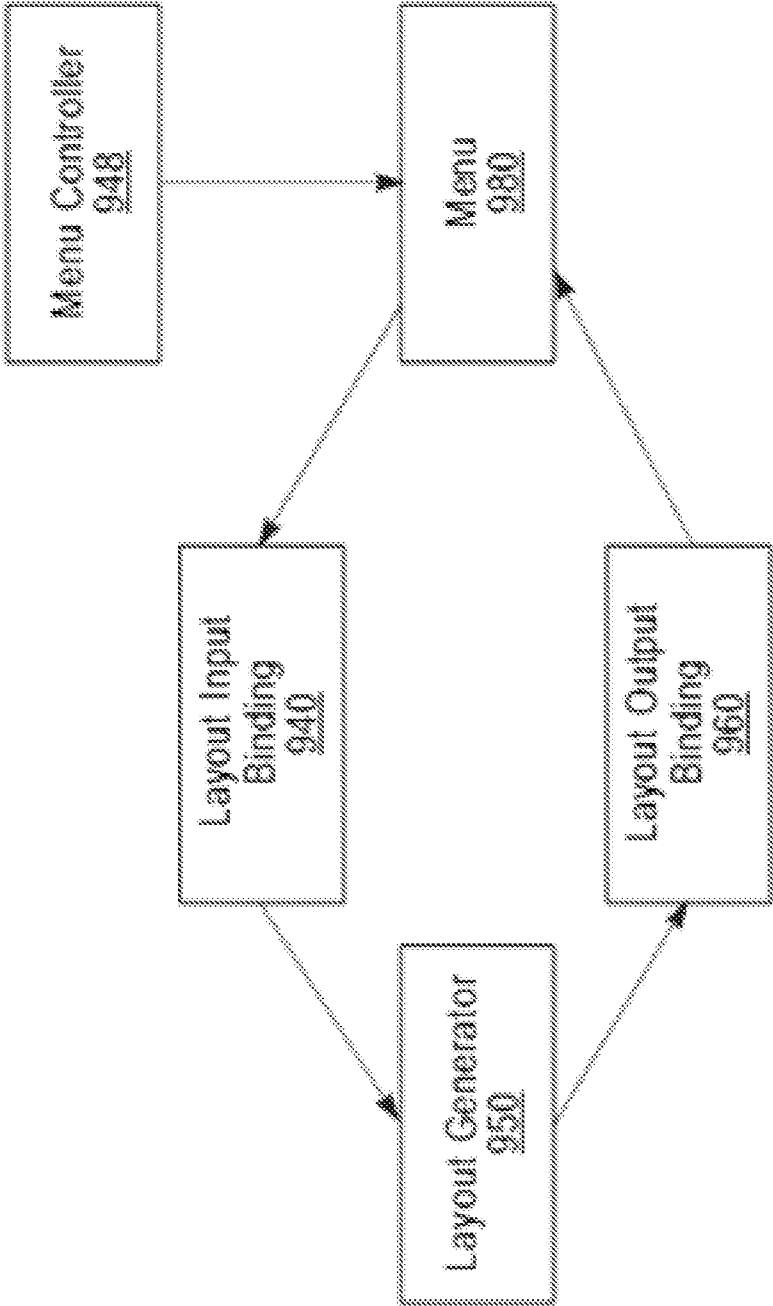 Menu Controller
948
Menu
980
Layout Input
Binding
940
Layout Output
Binding
960
Layout Generator
950